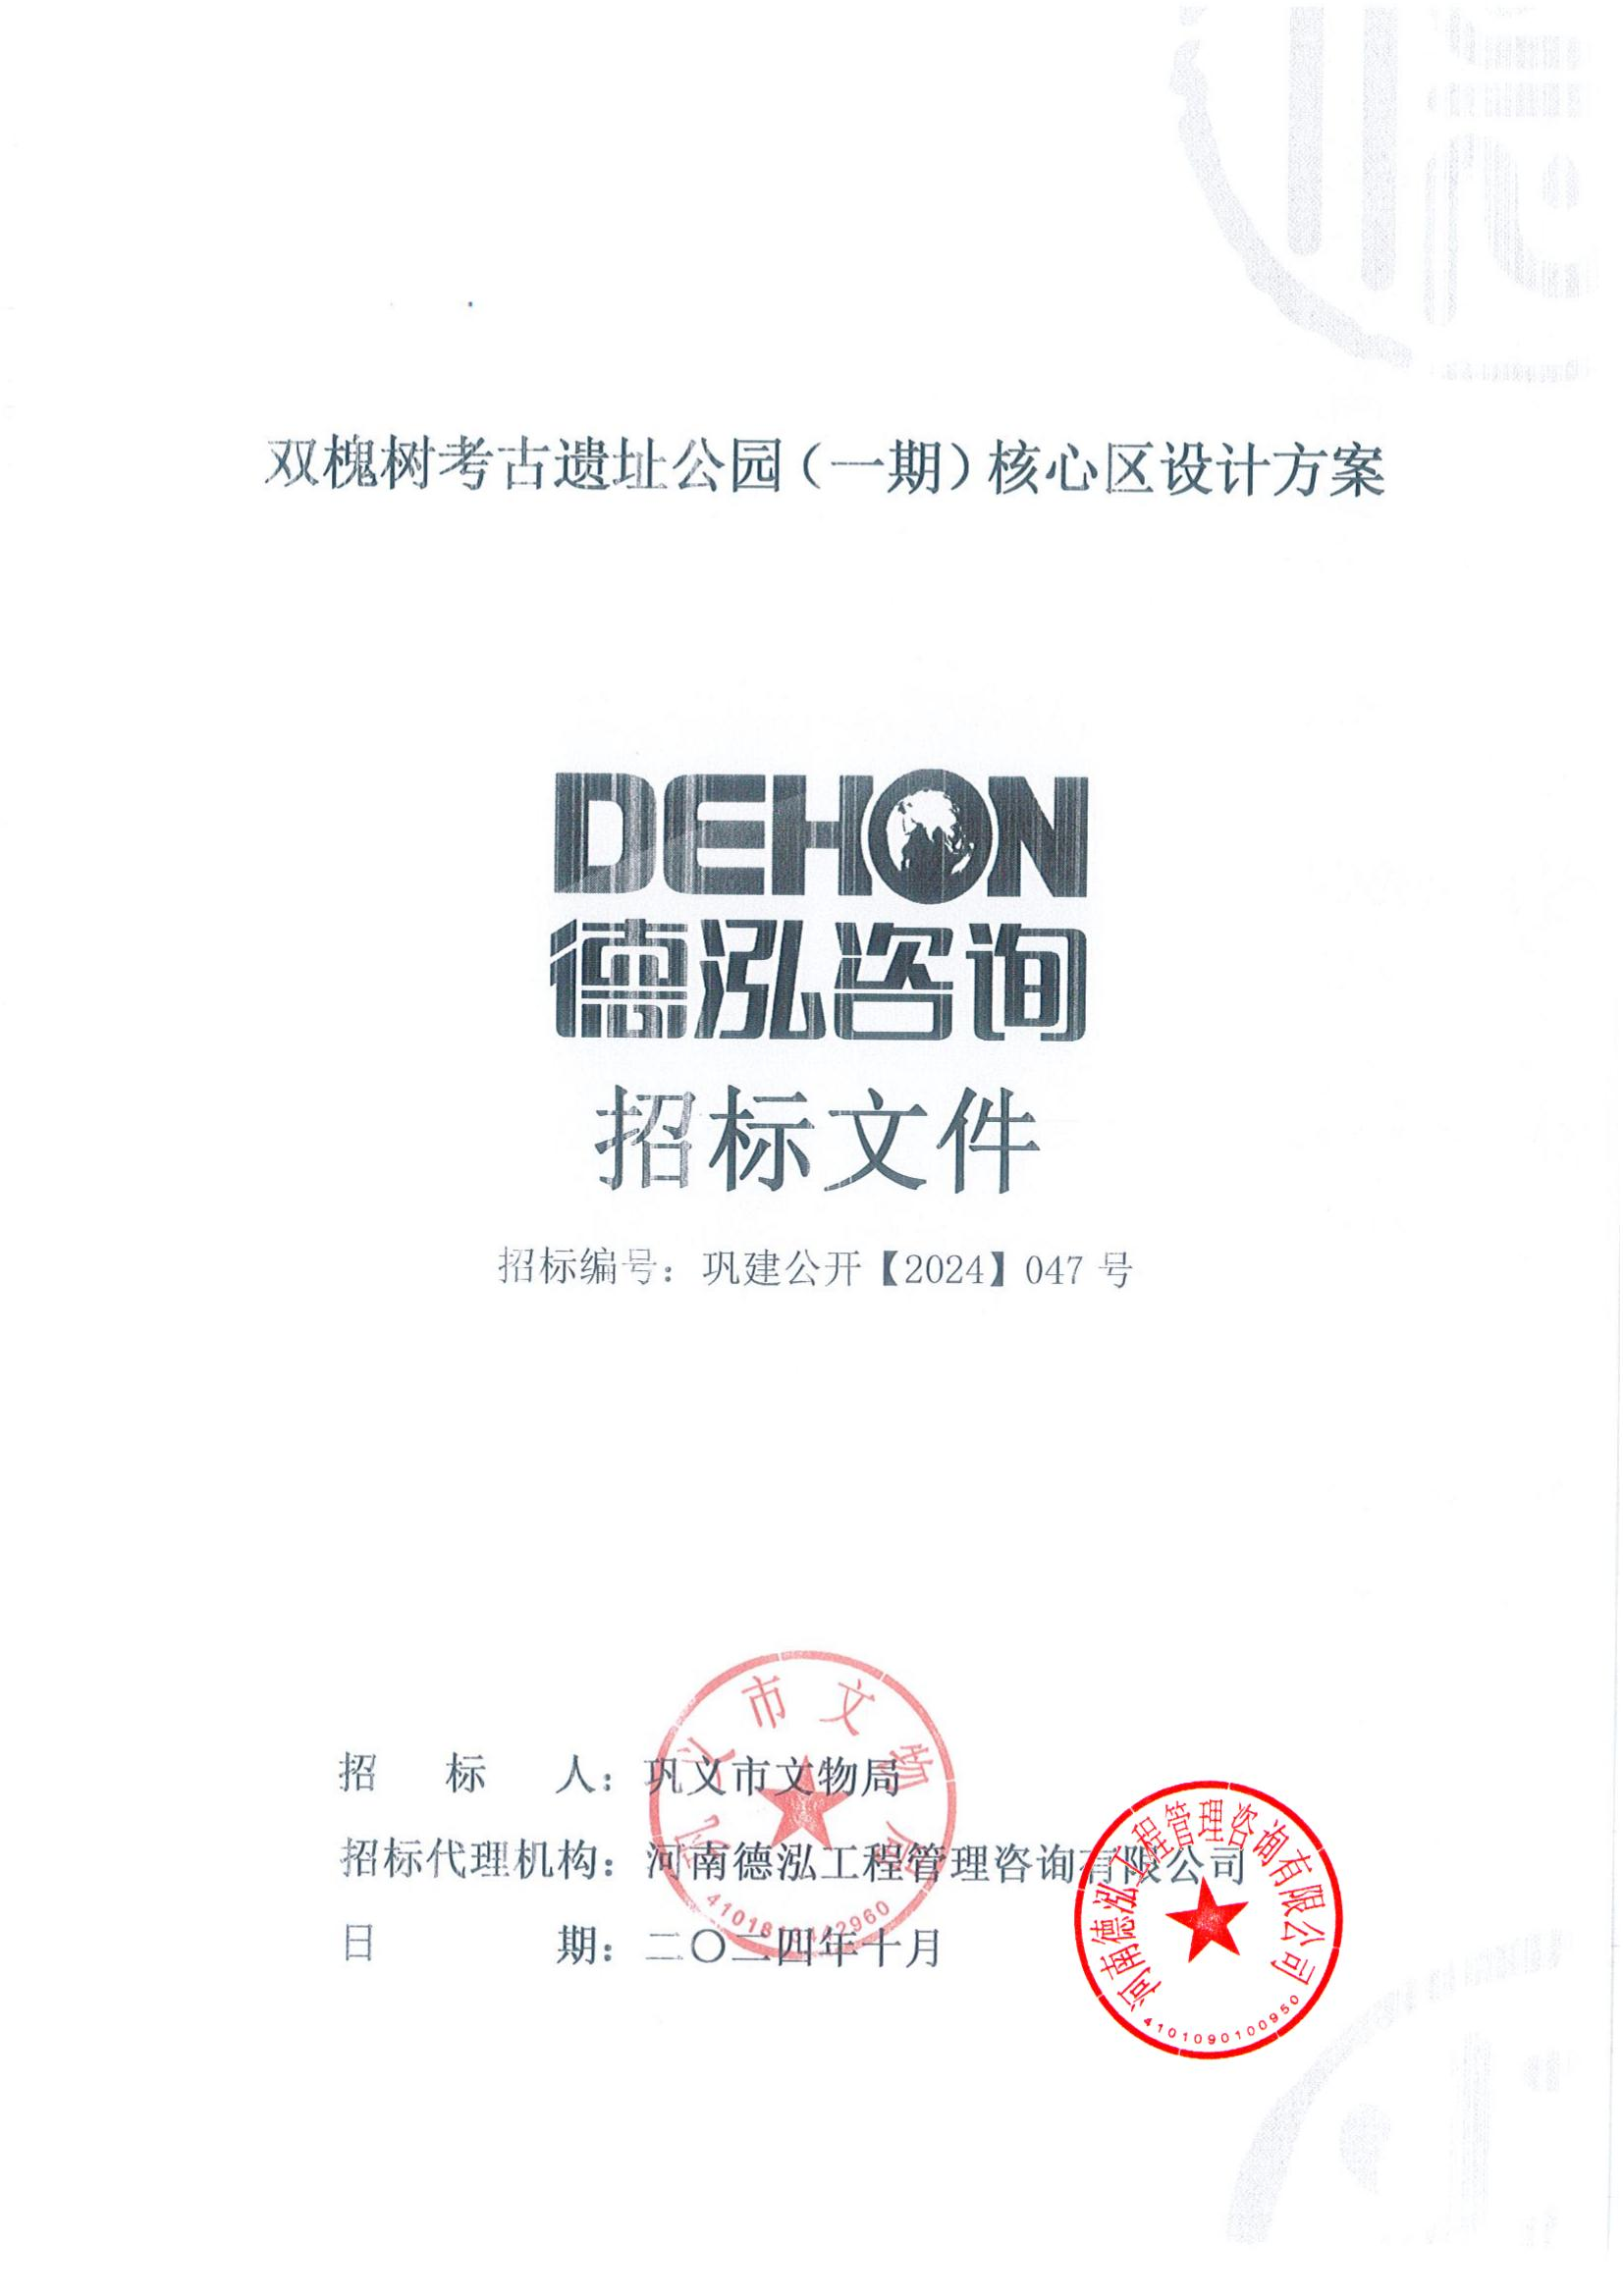 双槐树考古遗址公园（一期）核心区设计方案
DEHON
德泓咨询
招标文件
招标编号：巩建公开【2024】047号
招标人：巩义市文物局
招标代理机构：河南德泓工程管理咨询有限公司
日期：二〇二四年十月
巩义市文物局
河南德泓工程管理咨询有限公司
4101090100950